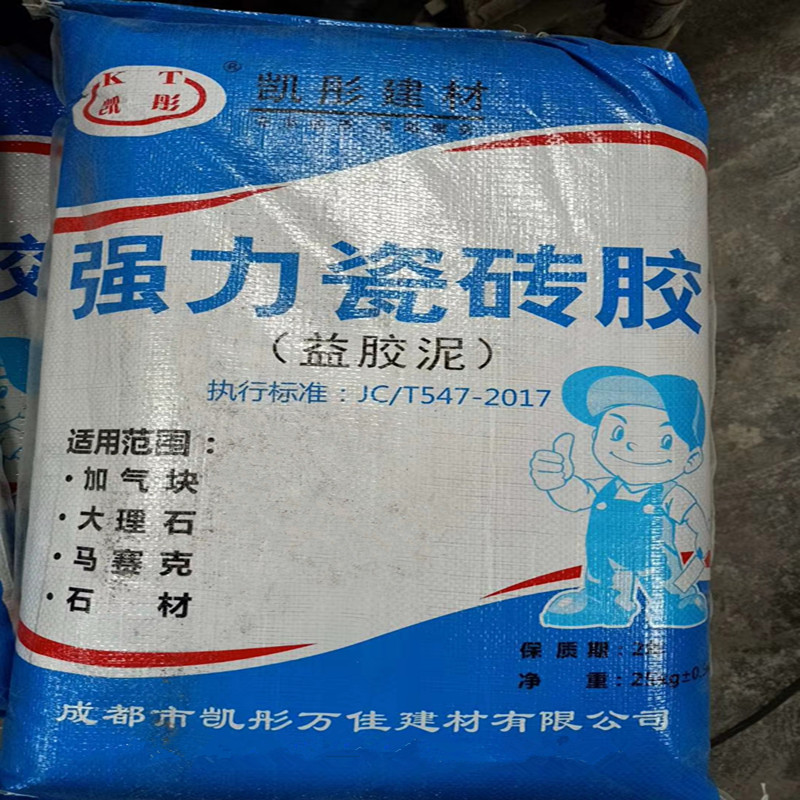 K T
凯彤
®
凯彤建材
强力瓷砖胶
（益胶泥）
执行标准：JC/T547-2017
适用范围：
·加气块
·大理石
·马赛克
·石 材
保质期：
净 重：
成都市凯彤万佳建材有限公司
胶